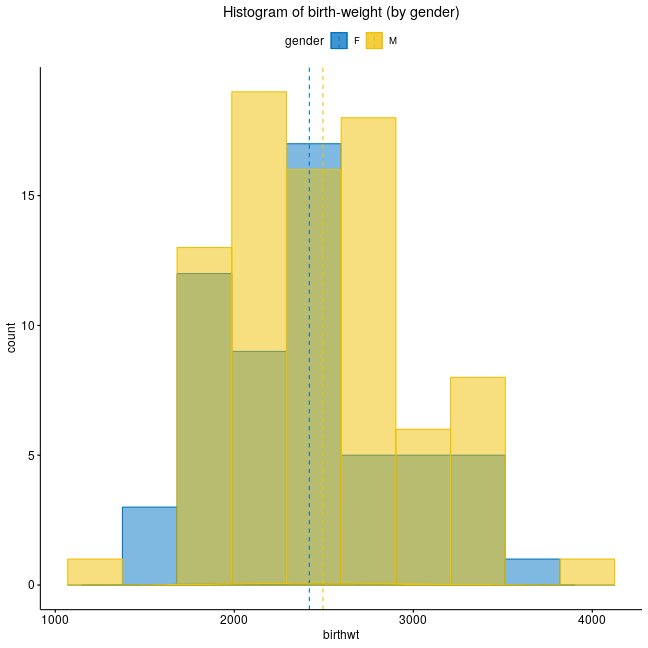 Histogram of birth-weight (by gender)
gender F M
15
10
5
0
count
1000 2000 3000 4000
birthwt